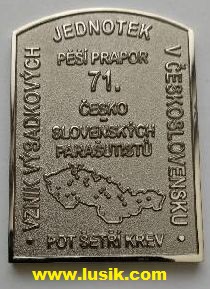 VZNIK VÝSADKOVÝCH
JEDNOTEK
V ČESKOSLOVENSKU
PĚŠÍ PRAPOR
71.
ČESKO
-
SLOVENSKÝCH
PARAŠUTISTŮ
POT ŠETŘÍ KREV
www.lusik.com